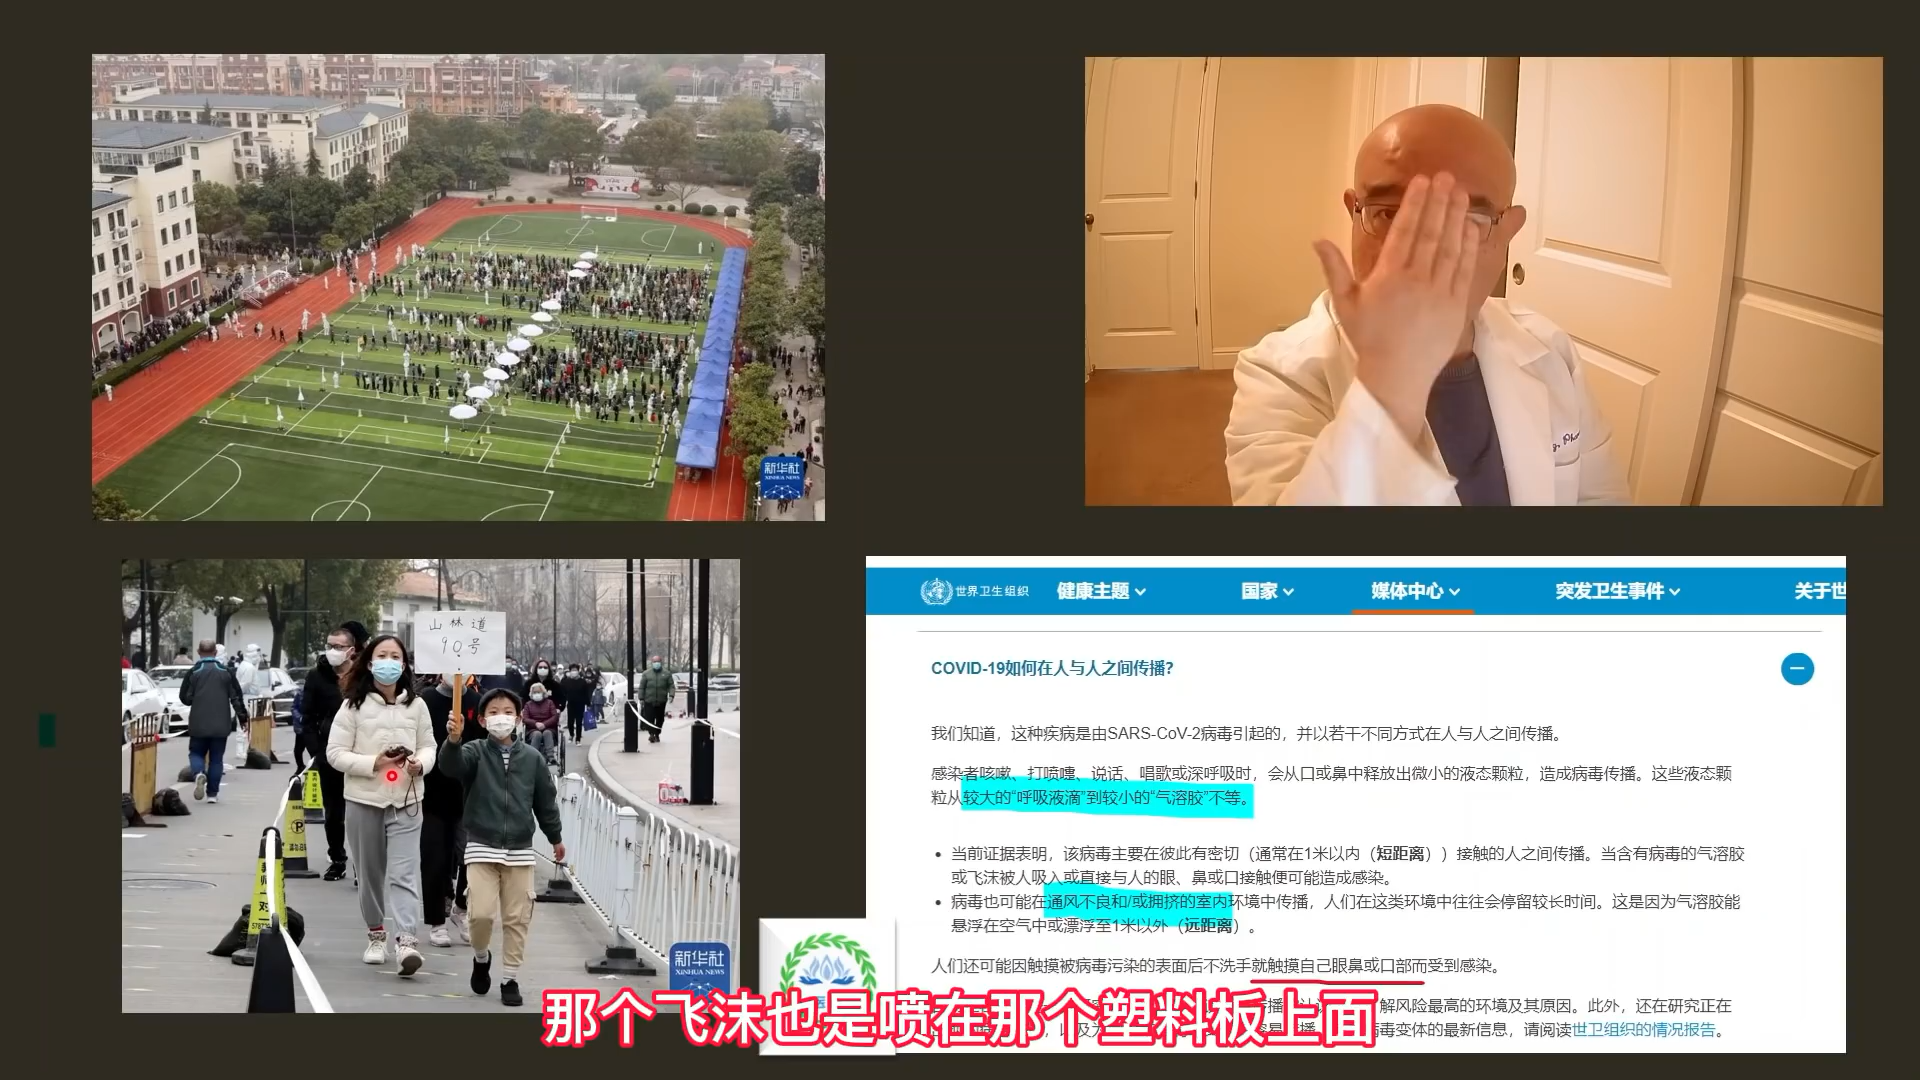 新华社
XINHUA NEWS
山林道
90号
新华社
XINHUA NEWS
世界卫生组织
健康主题
国家
媒体中心
突发卫生事件
关于世
COVID-19如何在人与人之间传播?
我们知道，这种疾病是由SARS-CoV-2病毒引起的，并以若干不同方式在人与人之间传播。
感染者咳嗽、打喷嚏、说话、唱歌或深呼吸时，会从口或鼻中释放出微小的液态颗粒，造成病毒传播。这些液态颗
粒从较大的“呼吸液滴”到较小的“气溶胶”不等。
当前证据表明，该病毒主要在彼此有密切（通常在1米以内（短距离））接触的人之间传播。当含有病毒的气溶胶
或飞沫被人吸入或直接与人的眼、鼻或口接触便可能造成感染。
病毒也可能在通风不良和/或拥挤的室内环境中传播，人们在这类环境中往往会停留较长时间。这是因为气溶胶能
悬浮在空气中或漂浮至1米以外（远距离）。
人们还可能因触摸被病毒污染的表面后不洗手就触摸自己眼鼻或口部而受到感染。
解风险最高的环境及其原因。此外，还在研究正在
病毒变体的最新信息，请阅读世卫组织的情况报告。
那个飞沫也是喷在那个塑料板上面